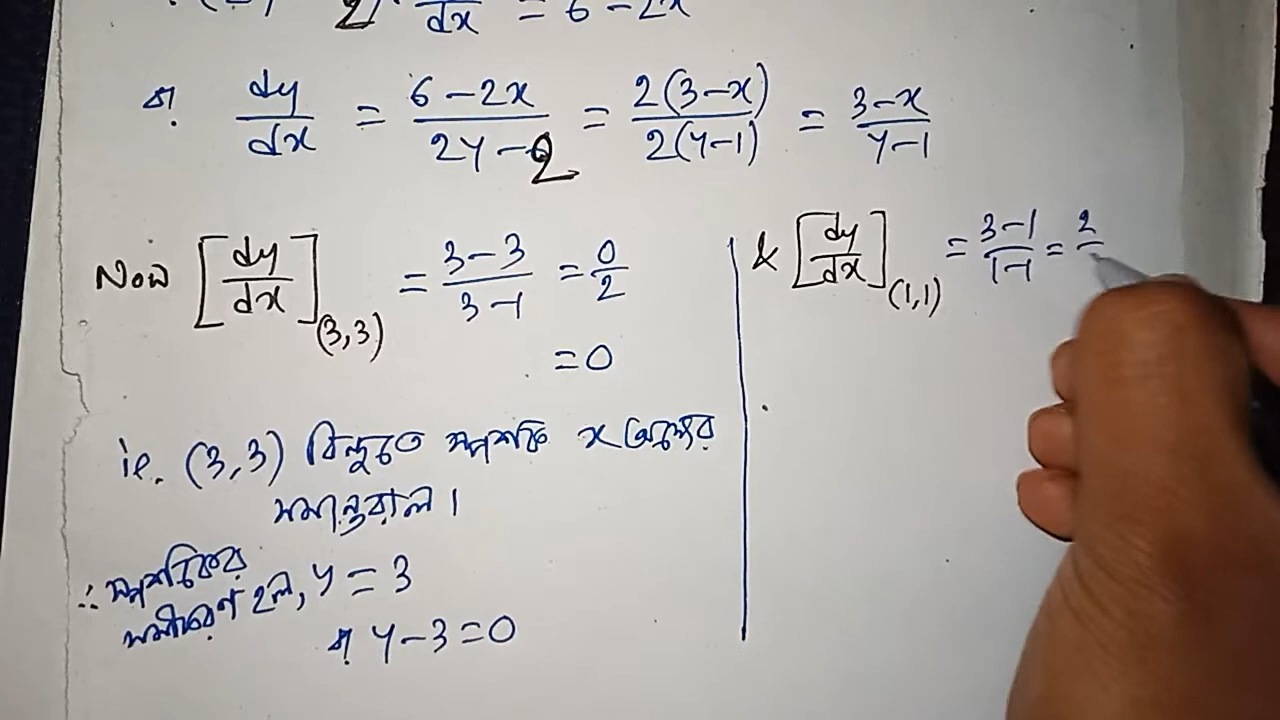 dy/dx = 6-2x
বা, dy/dx = (6-2x)/(2y-2) = 2(3-x)/2(y-1) = (3-x)/(y-1)
Now [dy/dx](3,3) = (3-3)/(3-1) = 0/2
= 0
ie. (3,3) বিন্দুতে স্পর্শক x অক্ষের
সমান্তরাল।
∴ স্পর্শকের
সমীকরণ হল, y = 3
বা, y-3=0
& [dy/dx](1,1) = (3-1)/(1-1) = 2/